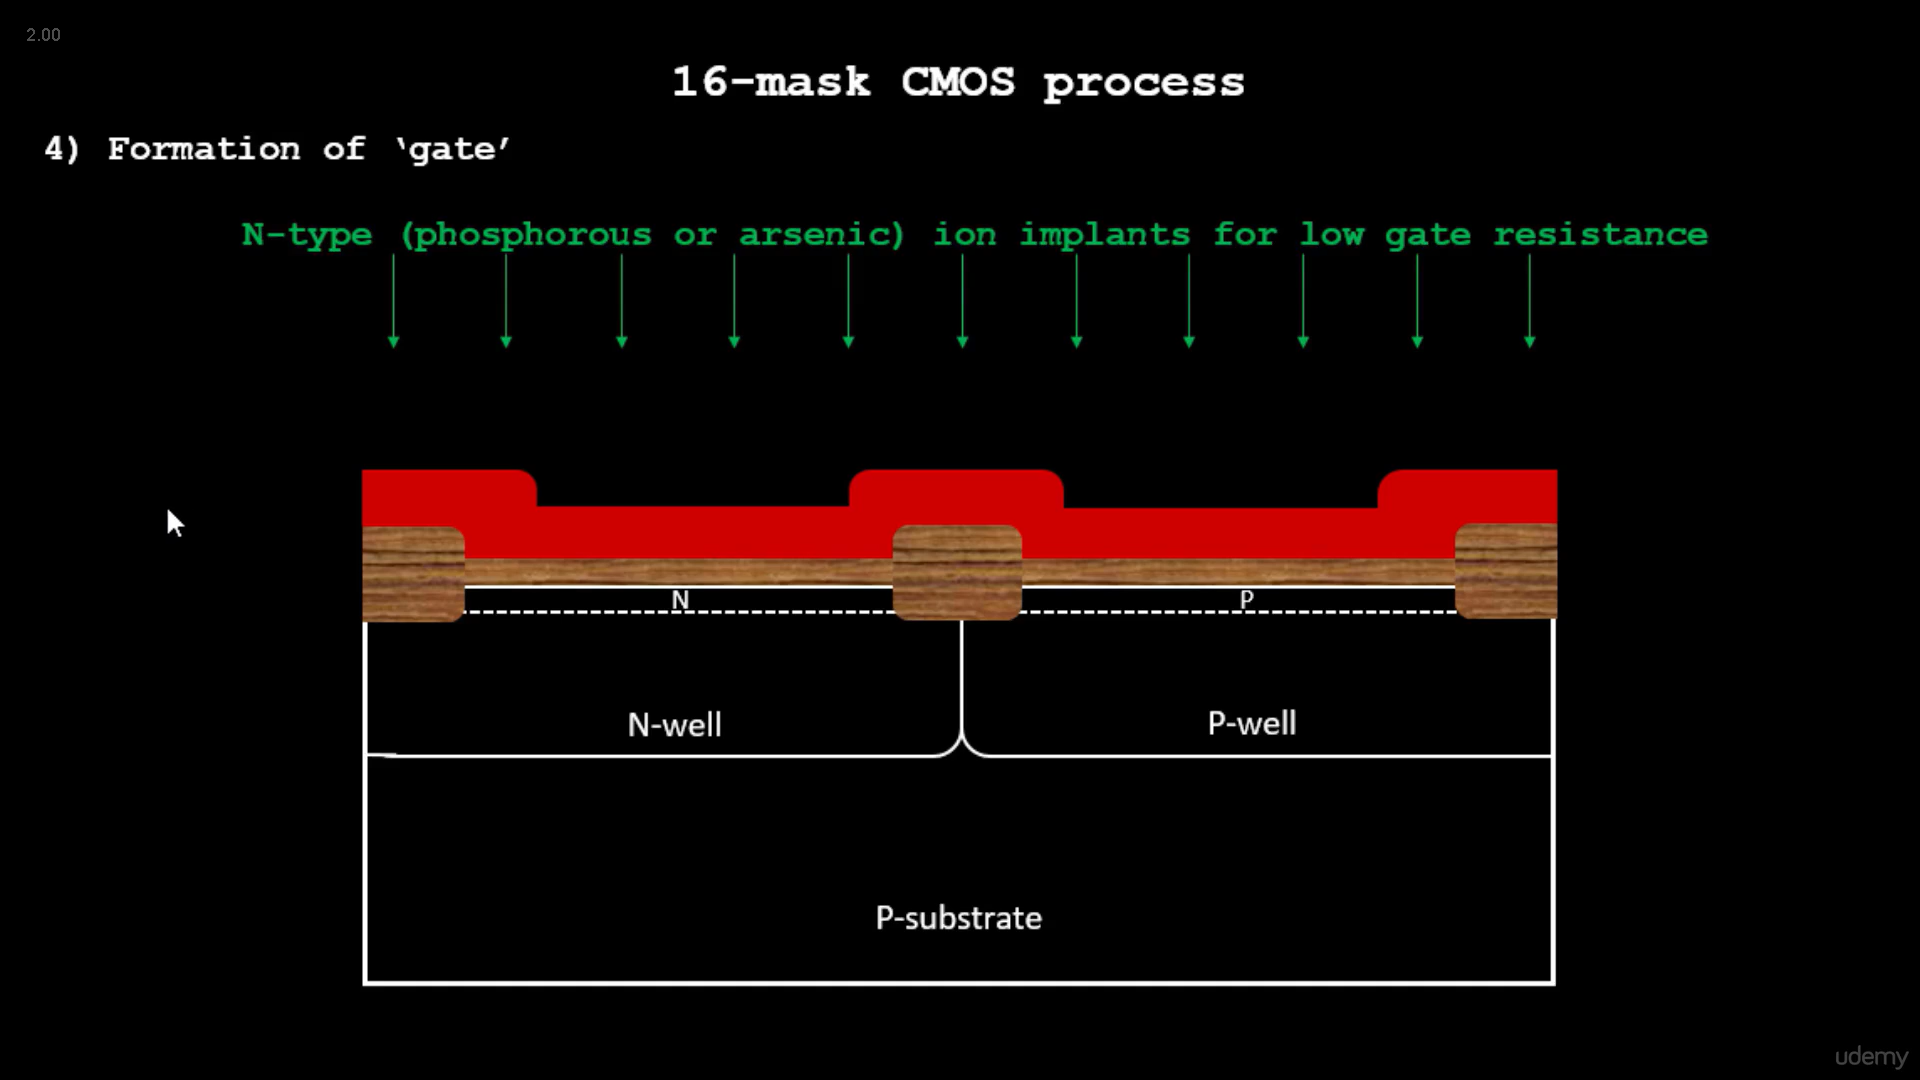 2.00
16-mask CMOS process
4) Formation of ‘gate’
N-type (phosphorous or arsenic) ion implants for low gate resistance
N
P
N-well
P-well
P-substrate
udemy